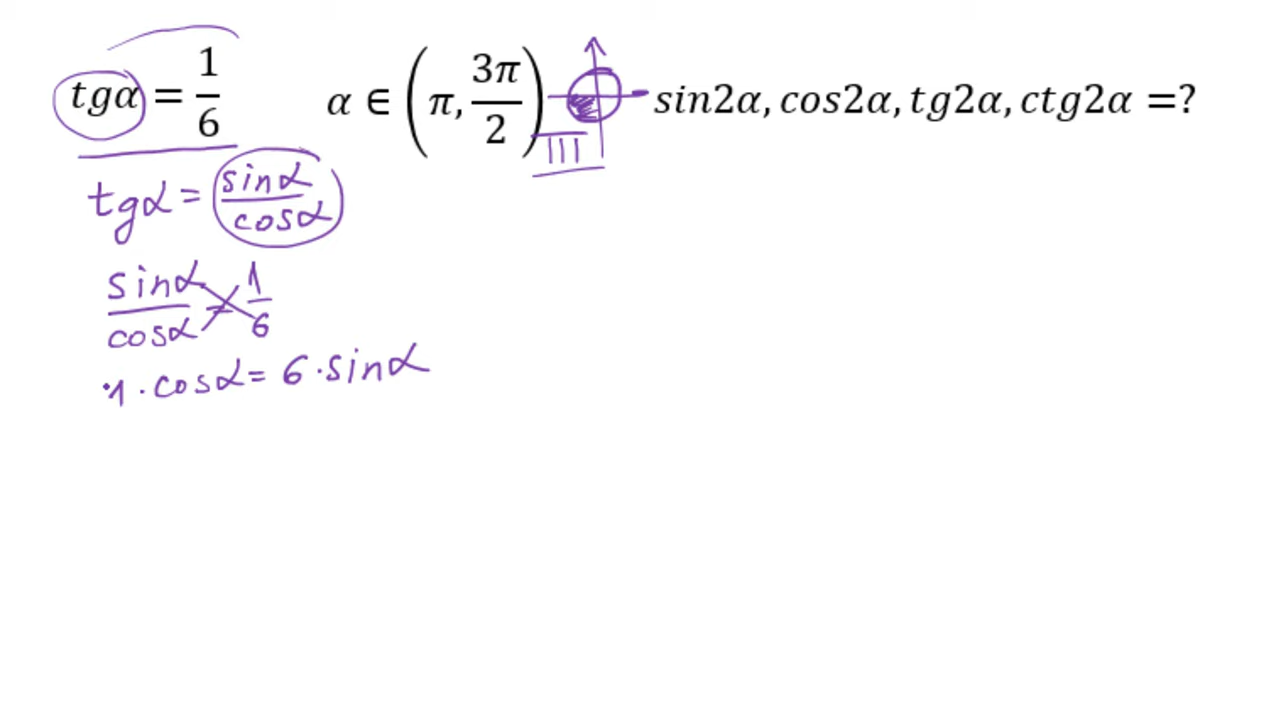 tgα = 1/6 α ∈ (π, 3π/2) sin2α, cos2α, tg2α, ctg2α =?
III
tgα = sinα/cosα
sinα/cosα = 1/6
1 · cosα = 6 · sinα